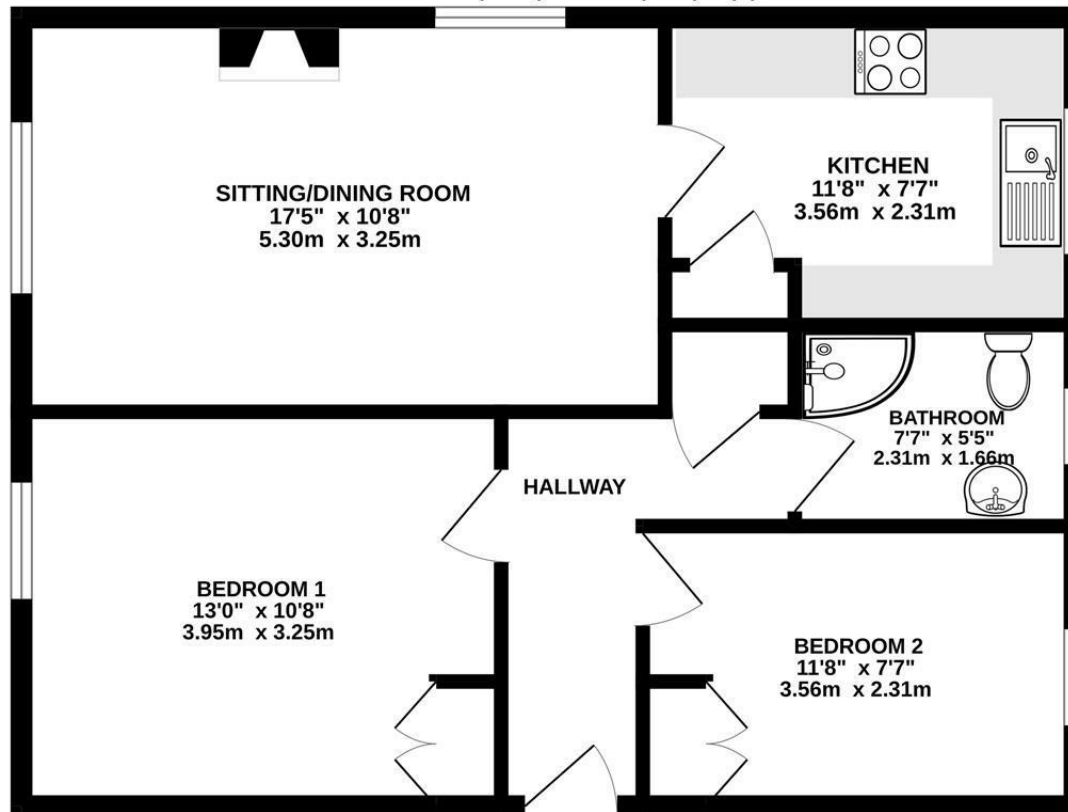 SITTING/DINING ROOM
17'5" x 10'8"
5.30m x 3.25m
KITCHEN
11'8" x 7'7"
3.56m x 2.31m
BATHROOM
7'7" x 5'5"
2.31m x 1.66m
HALLWAY
BEDROOM 1
13'0" x 10'8"
3.95m x 3.25m
BEDROOM 2
11'8" x 7'7"
3.56m x 2.31m